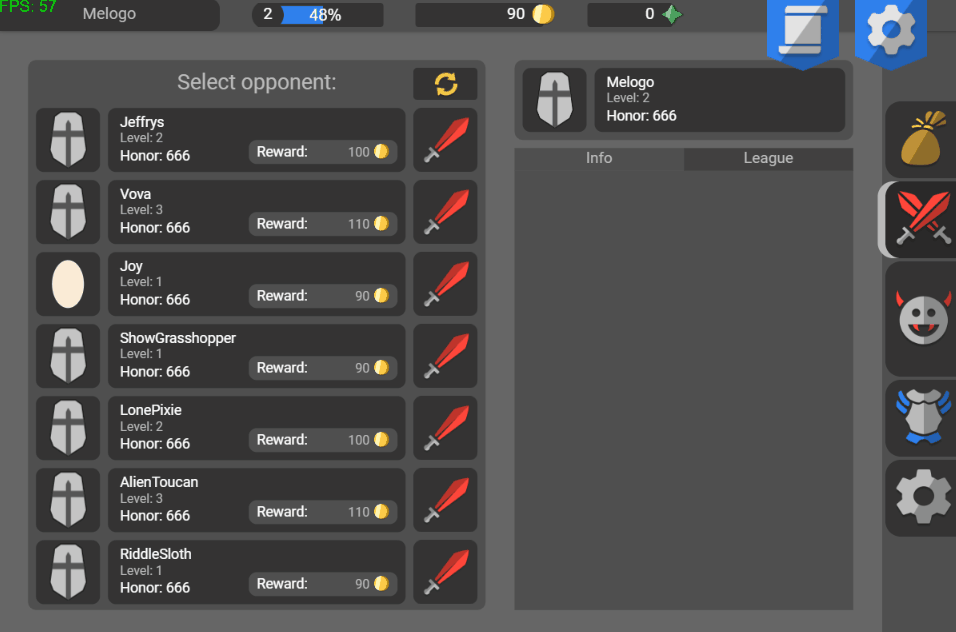 FPS: 57
Melogo
2
48%
90
0
Select opponent:
Jeffrys
Level: 2
Honor: 666
Reward: 100
Vova
Level: 3
Honor: 666
Reward: 110
Joy
Level: 1
Honor: 666
Reward: 90
ShowGrasshopper
Level: 1
Honor: 666
Reward: 90
LonePixie
Level: 2
Honor: 666
Reward: 100
AlienToucan
Level: 3
Honor: 666
Reward: 110
RiddleSloth
Level: 1
Honor: 666
Reward: 90
Melogo
Level: 2
Honor: 666
Info
League